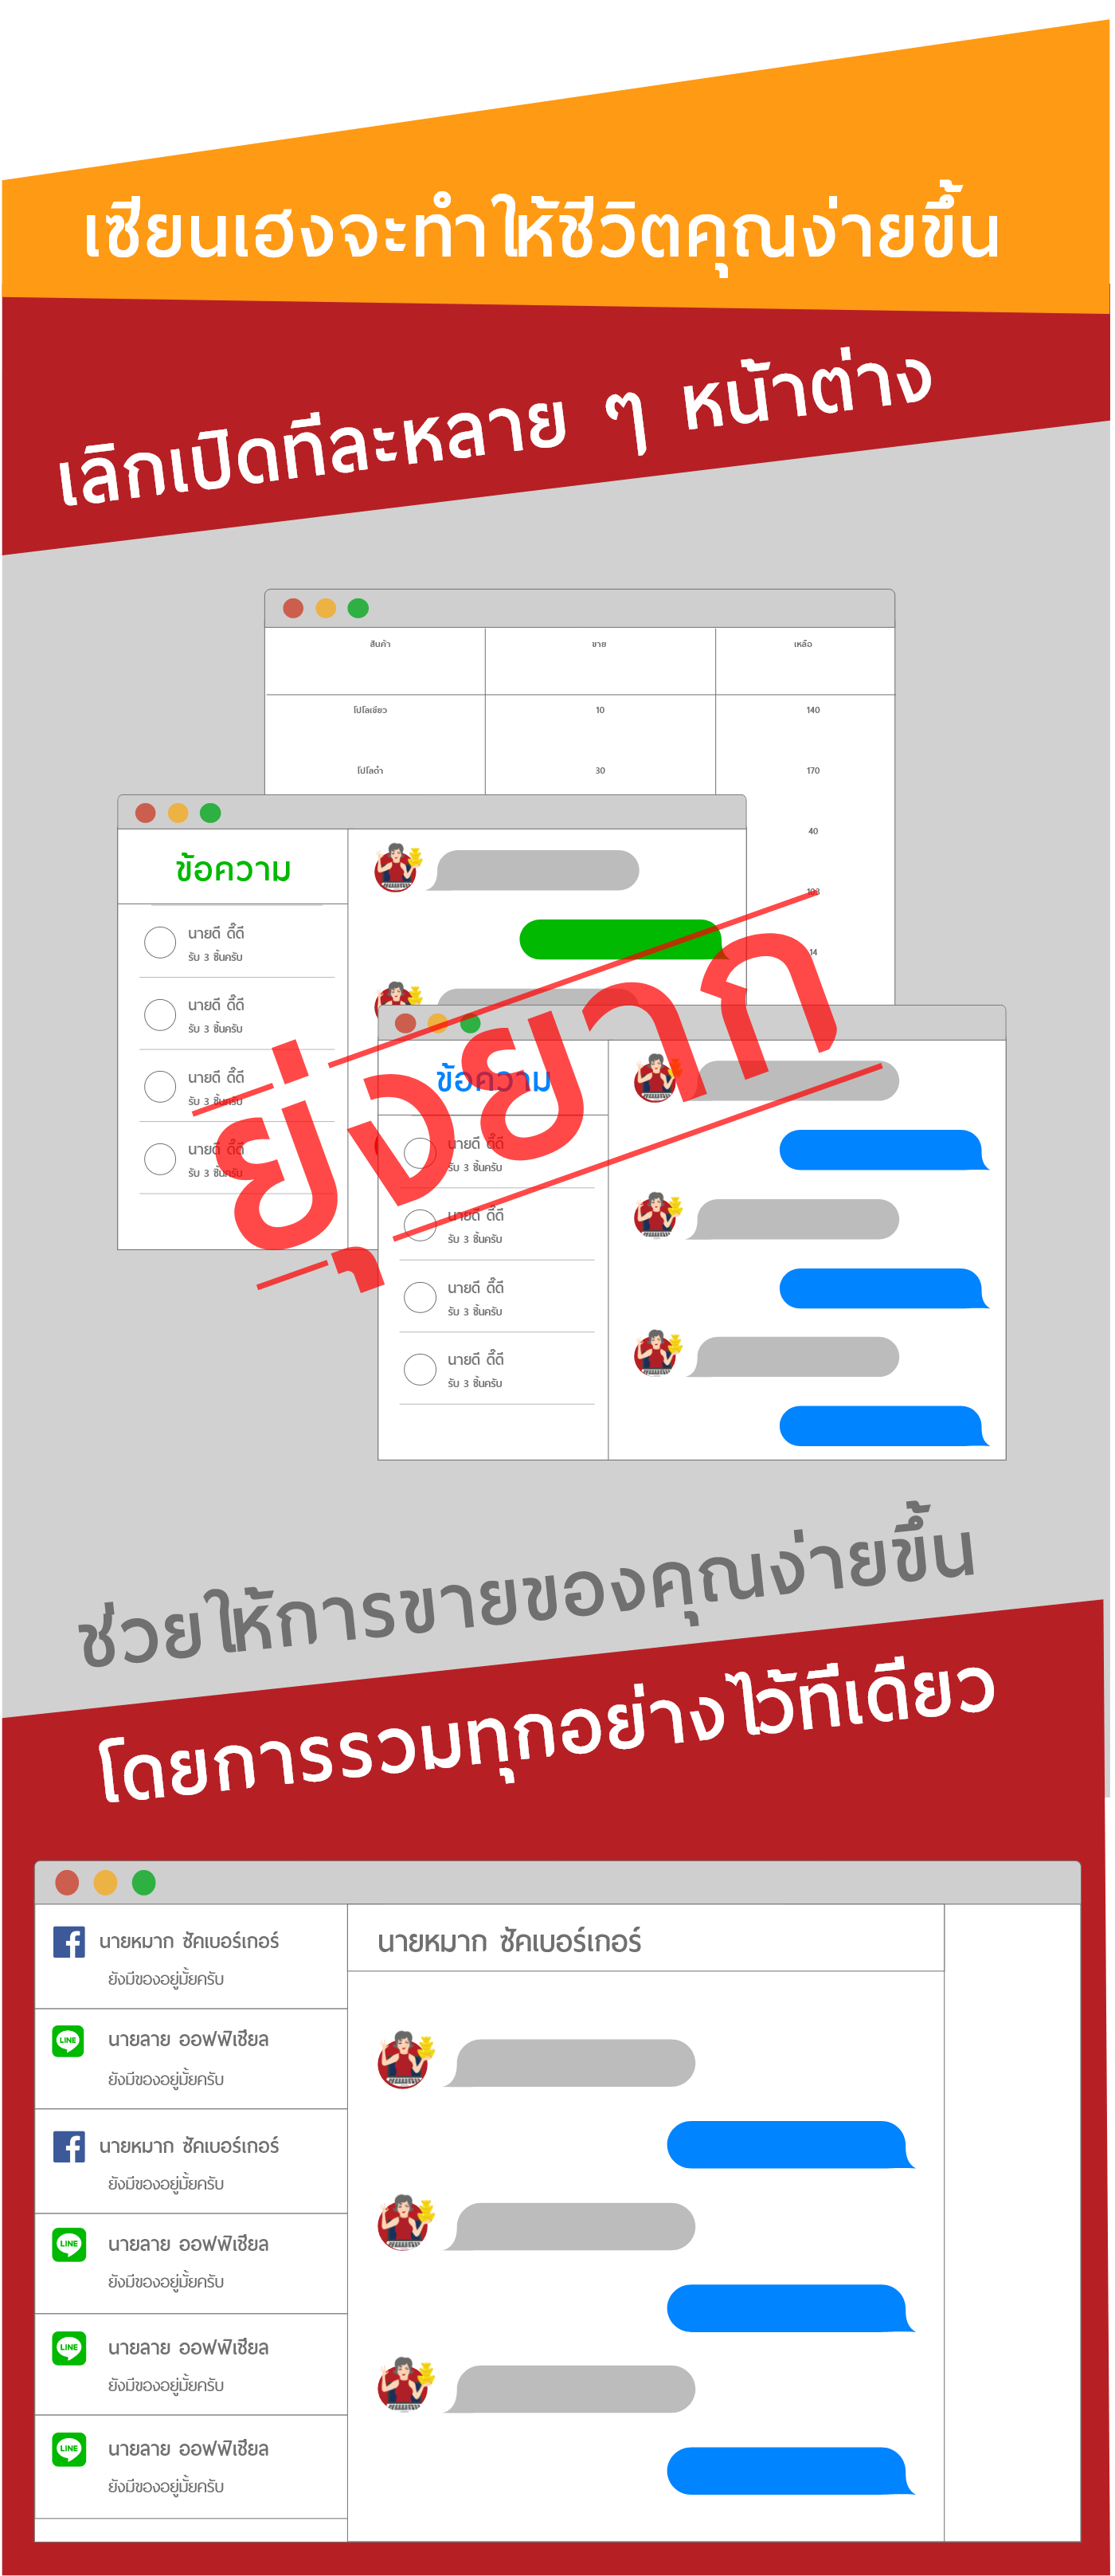 เซียนเฮงจะทำให้ชีวิตคุณง่ายขึ้น
เลิกเปิดทีละหลาย ๆ หน้าต่าง
สินค้า ขาย เหลือ
โปโลเขียว 10 140
โปโลดำ 30 170
40
193
14
ข้อความ
นายดี ดี๊ดี
รับ 3 ชิ้นครับ
นายดี ดี๊ดี
รับ 3 ชิ้นครับ
นายดี ดี๊ดี
รับ 3 ชิ้นครับ
นายดี ดี๊ดี
รับ 3 ชิ้นครับ
ข้อความ
นายดี ดี๊ดี
รับ 3 ชิ้นครับ
นายดี ดี๊ดี
รับ 3 ชิ้นครับ
นายดี ดี๊ดี
รับ 3 ชิ้นครับ
นายดี ดี๊ดี
รับ 3 ชิ้นครับ
ยุ่งยาก
ช่วยให้การขายของคุณง่ายขึ้น
โดยการรวมทุกอย่างไว้ที่เดียว
นายหมาก ซัคเบอร์เกอร์
ยังมีของอยู่มั้ยครับ
LINE นายลาย ออฟฟิเชียล
ยังมีของอยู่มั้ยครับ
นายหมาก ซัคเบอร์เกอร์
ยังมีของอยู่มั้ยครับ
LINE นายลาย ออฟฟิเชียล
ยังมีของอยู่มั้ยครับ
LINE นายลาย ออฟฟิเชียล
ยังมีของอยู่มั้ยครับ
LINE นายลาย ออฟฟิเชียล
ยังมีของอยู่มั้ยครับ
นายหมาก ซัคเบอร์เกอร์